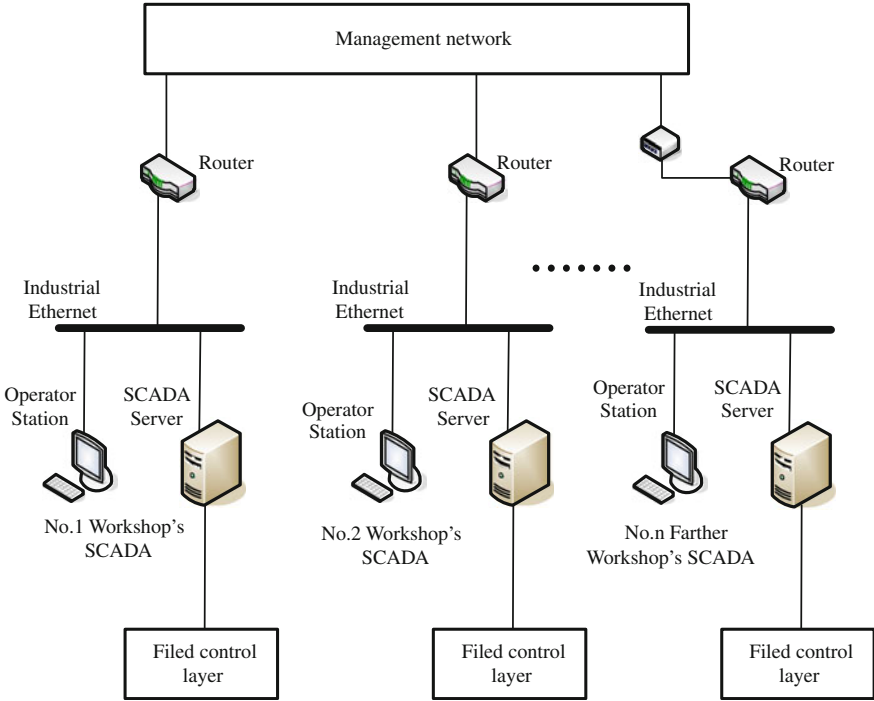 Management network
Router
Router
Router
Industrial
Ethernet
Industrial
Ethernet
Industrial
Ethernet
Operator
Station
SCADA
Server
Operator
Station
SCADA
Server
Operator
Station
SCADA
Server
No.1 Workshop's
SCADA
No.2 Workshop's
SCADA
No.n Farther
Workshop's SCADA
Filed control
layer
Filed control
layer
Filed control
layer